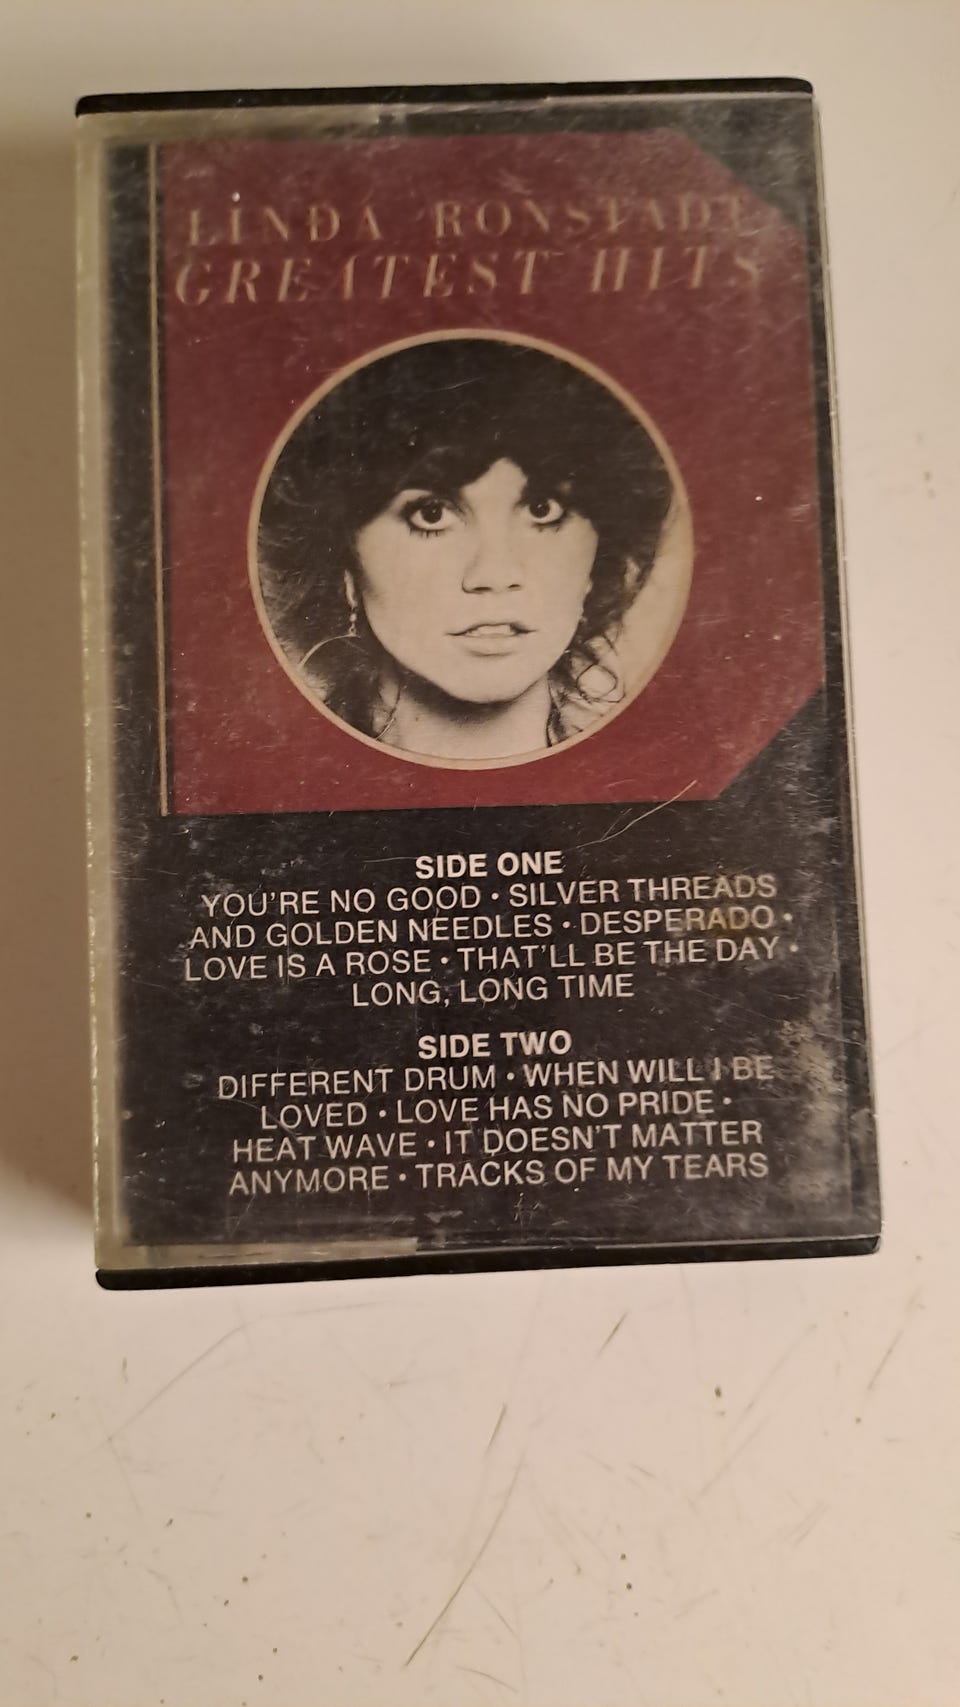 LINDA RONSTADT
GREATEST HITS
SIDE ONE
YOU'RE NO GOOD • SILVER THREADS
AND GOLDEN NEEDLES • DESPERADO •
LOVE IS A ROSE • THAT'LL BE THE DAY •
LONG, LONG TIME
SIDE TWO
DIFFERENT DRUM • WHEN WILL I BE
LOVED • LOVE HAS NO PRIDE •
HEAT WAVE • IT DOESN'T MATTER
ANYMORE • TRACKS OF MY TEARS